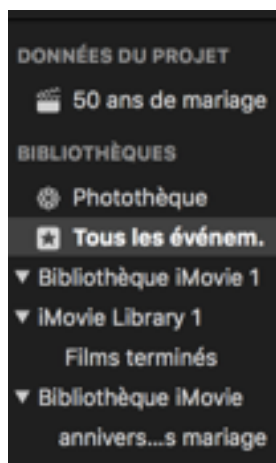 DONNÉES DU PROJET
50 ans de mariage
BIBLIOTHÈQUES
Photothèque
Tous les événem.
Bibliothèque iMovie 1
iMovie Library 1
Films terminés
Bibliothèque iMovie
annivers...s mariage